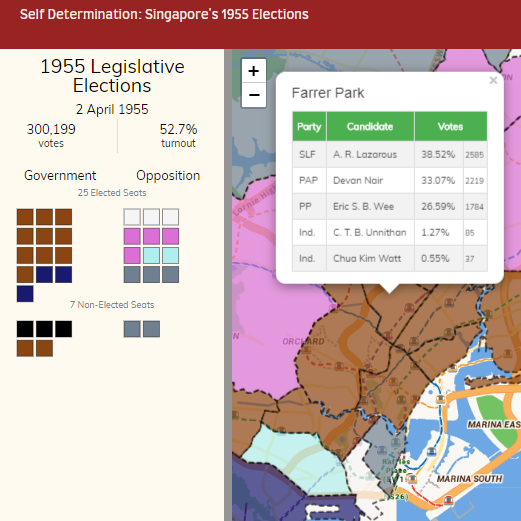 Self Determination: Singapore's 1955 Elections
1955 Legislative
Elections
2 April 1955
300,199
votes
52.7%
turnout
Government
Opposition
25 Elected Seats
7 Non-Elected Seats
+
−
×
Farrer Park
Party Candidate Votes
SLF A. R. Lazarous 38.52% 2585
PAP Devan Nair 33.07% 2219
PP Eric S. B. Wee 26.59% 1784
Ind. C. T. B. Unnithan 1.27% 85
Ind. Chua Kim Watt 0.55% 37
ORCHARD
MARINA EAS
MARINA SOUTH